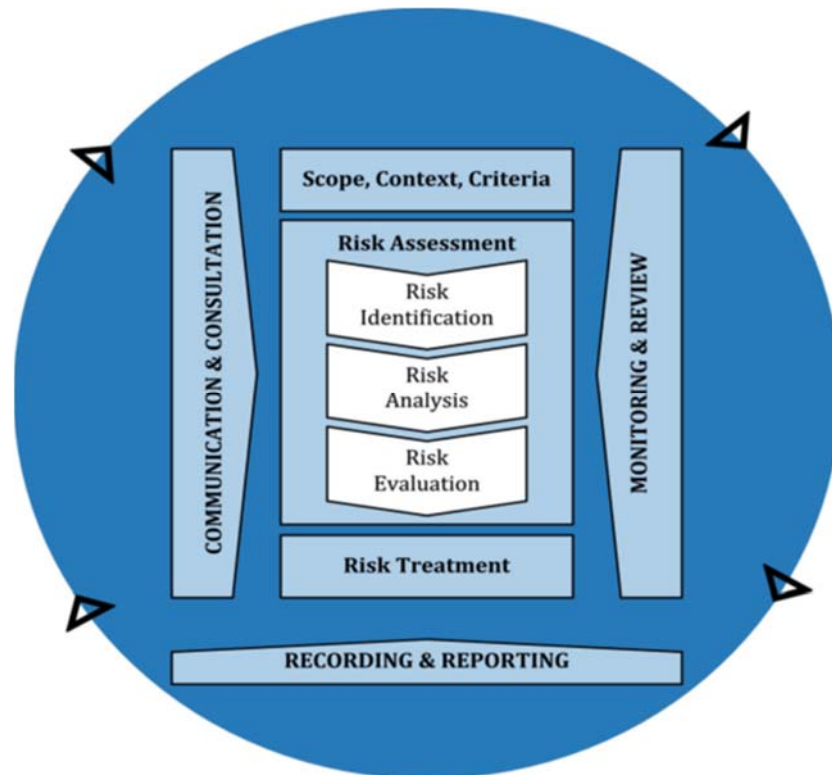 Scope, Context, Criteria
COMMUNICATION & CONSULTATION
Risk Assessment
Risk
Identification
Risk
Analysis
Risk
Evaluation
MONITORING & REVIEW
Risk Treatment
RECORDING & REPORTING